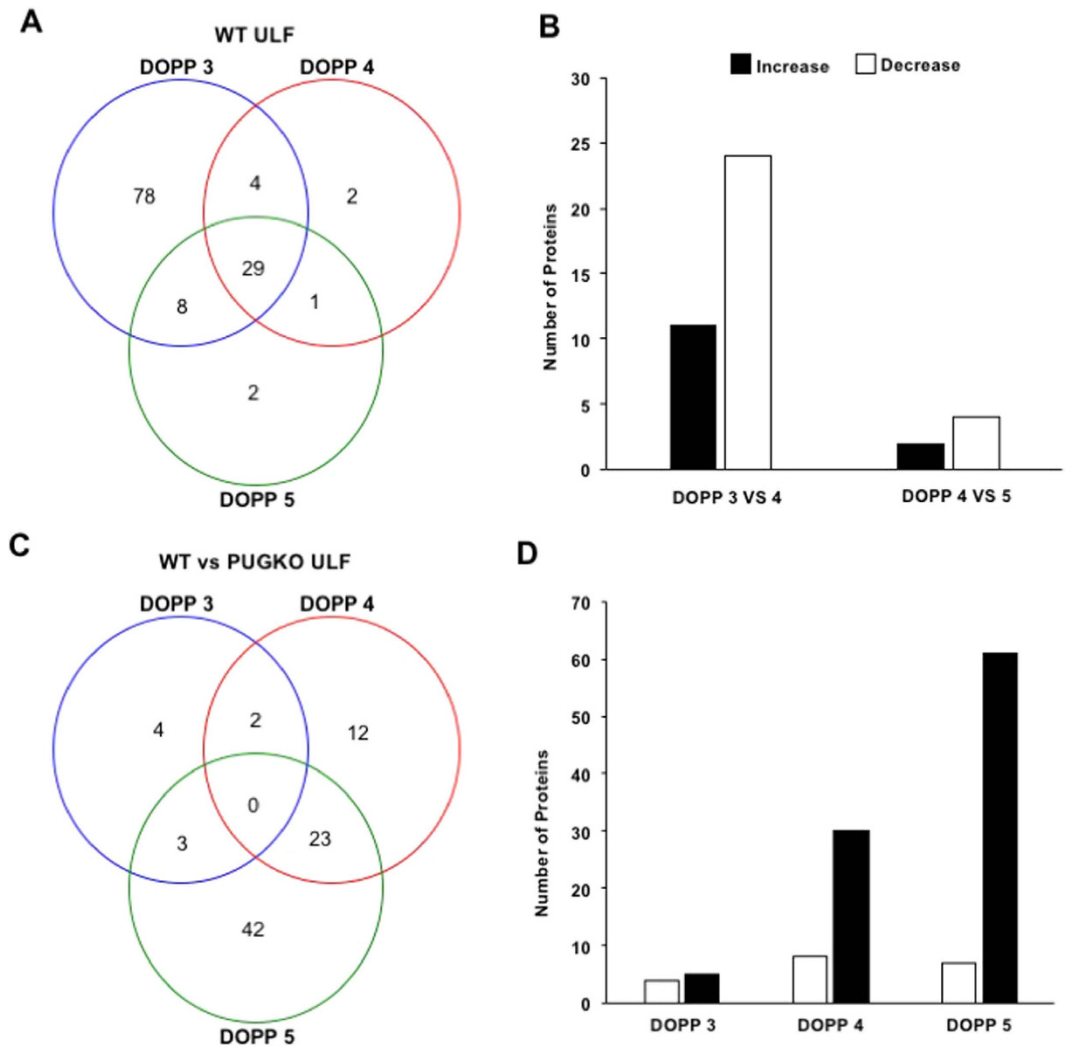 A
WT ULF
DOPP 3
DOPP 4
78
4
2
29
8
1
2
DOPP 5
B
Increase
Decrease
Number of Proteins
30
25
20
15
10
5
0
DOPP 3 VS 4
DOPP 4 VS 5
C
WT vs PUGKO ULF
DOPP 3
DOPP 4
4
2
12
0
3
23
42
DOPP 5
D
Number of Proteins
70
60
50
40
30
20
10
0
DOPP 3
DOPP 4
DOPP 5